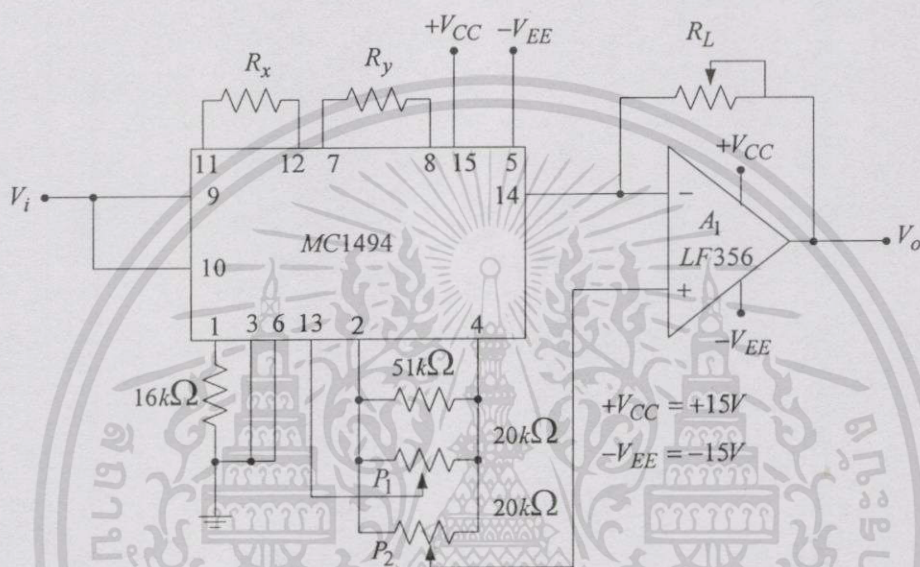 +V_CC
-V_EE
R_L
R_x
R_y
+V_CC
11
12
7
8
15
5
V_i
9
14
-
A_1
V_o
10
MC1494
LF356
+
1
3
6
13
2
4
-V_EE
16kΩ
51kΩ
20kΩ
P_1
20kΩ
P_2
+V_CC = +15V
-V_EE = -15V